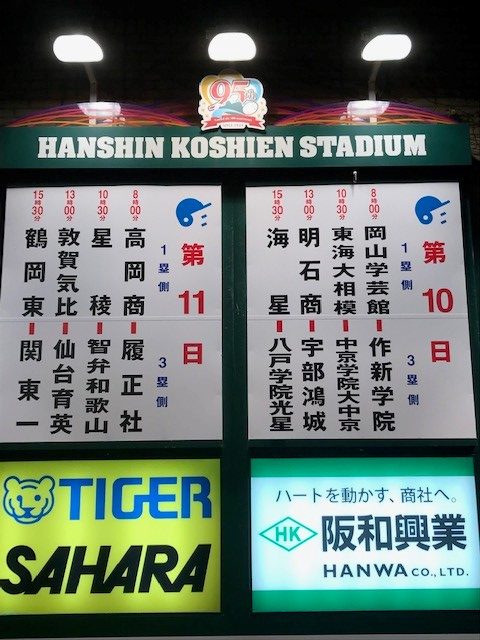 95th
HANSHIN KOSHIEN STADIUM
第10日
1塁側
3塁側
8時00分
岡山学芸館
作新学院
10時30分
東海大相模
中京学院大中京
13時00分
明石商
宇部鴻城
15時30分
海星
八戸学院光星
第11日
1塁側
3塁側
8時00分
高岡商
履正社
10時30分
星稜
智弁和歌山
13時00分
敦賀気比
仙台育英
15時30分
鶴岡東
関東一
TIGER
SAHARA
ハートを動かす、商社へ。
HK 阪和興業
HANWA CO., LTD.